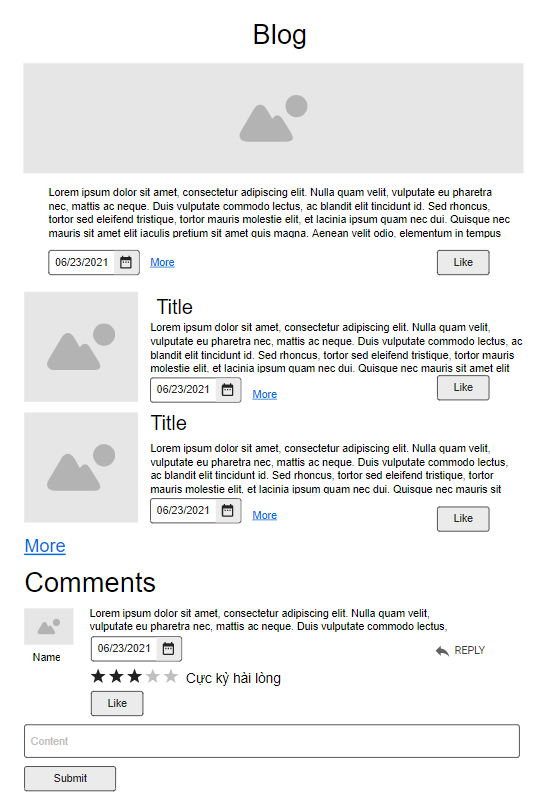 Blog
Lorem ipsum dolor sit amet, consectetur adipiscing elit. Nulla quam velit, vulputate eu pharetra
nec, mattis ac neque. Duis vulputate commodo lectus, ac blandit elit tincidunt id. Sed rhoncus,
tortor sed eleifend tristique, tortor mauris molestie elit, et lacinia ipsum quam nec dui. Quisque nec
mauris sit amet elit iaculis pretium sit amet quis magna. Aenean velit odio, elementum in tempus
06/23/2021 More Like
Title
Lorem ipsum dolor sit amet, consectetur adipiscing elit. Nulla quam velit,
vulputate eu pharetra nec, mattis ac neque. Duis vulputate commodo lectus, ac
blandit elit tincidunt id. Sed rhoncus, tortor sed eleifend tristique, tortor mauris
molestie elit, et lacinia ipsum quam nec dui. Quisque nec mauris sit amet elit
06/23/2021 More Like
Title
Lorem ipsum dolor sit amet, consectetur adipiscing elit. Nulla quam velit,
vulputate eu pharetra nec, mattis ac neque. Duis vulputate commodo lectus,
ac blandit elit tincidunt id. Sed rhoncus, tortor sed eleifend tristique, tortor
mauris molestie elit, et lacinia ipsum quam nec dui. Quisque nec mauris sit
06/23/2021 More Like
More
Comments
Lorem ipsum dolor sit amet, consectetur adipiscing elit. Nulla quam velit,
vulputate eu pharetra nec, mattis ac neque. Duis vulputate commodo lectus,
Name 06/23/2021 REPLY
Cực kỳ hài lòng
Like
Content
Submit